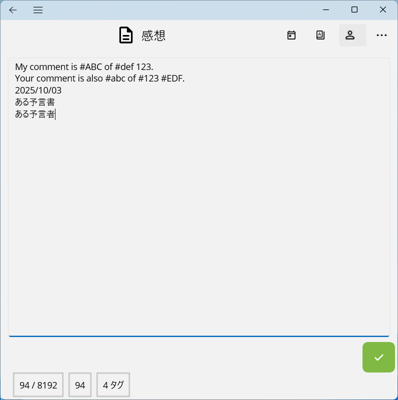 感想
My comment is #ABC of #def 123.
Your comment is also #abc of #123 #EDF.
2025/10/03
ある予言書
ある予言者
94 / 8192
94
4 タグ